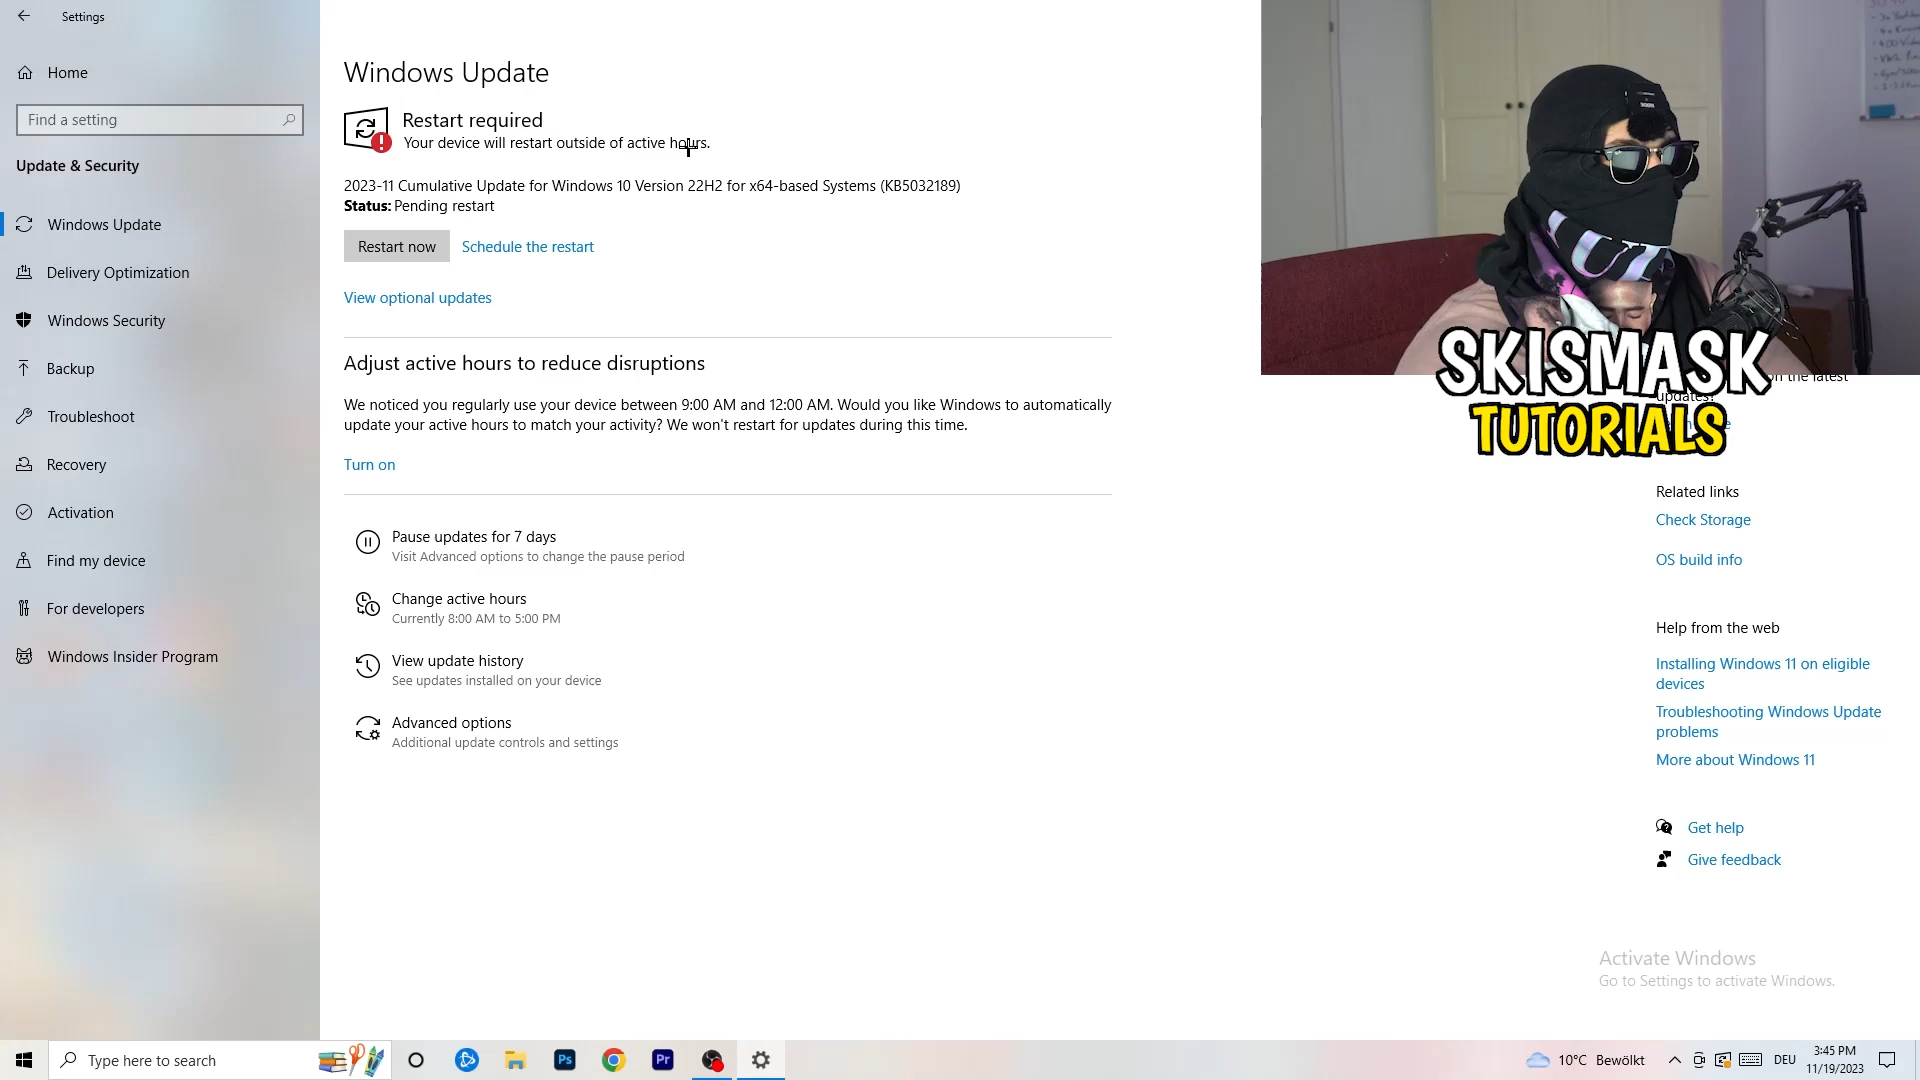 Settings
Home
Find a setting
Update & Security
Windows Update
Delivery Optimization
Windows Security
Backup
Troubleshoot
Recovery
Activation
Find my device
For developers
Windows Insider Program
Windows Update
Restart required
Your device will restart outside of active hours.
2023-11 Cumulative Update for Windows 10 Version 22H2 for x64-based Systems (KB5032189)
Status: Pending restart
Restart now
Schedule the restart
View optional updates
Adjust active hours to reduce disruptions
We noticed you regularly use your device between 9:00 AM and 12:00 AM. Would you like Windows to automatically
update your active hours to match your activity? We won't restart for updates during this time.
Turn on
Pause updates for 7 days
Visit Advanced options to change the pause period
Change active hours
Currently 8:00 AM to 5:00 PM
View update history
See updates installed on your device
Advanced options
Additional update controls and settings
SKISMASK
TUTORIALS
on the latest
updates?
Related links
Check Storage
OS build info
Help from the web
Installing Windows 11 on eligible
devices
Troubleshooting Windows Update
problems
More about Windows 11
Get help
Give feedback
Activate Windows
Go to Settings to activate Windows.
Type here to search
Ps
Pr
10°C Bewölkt
DEU
3:45 PM
11/19/2023